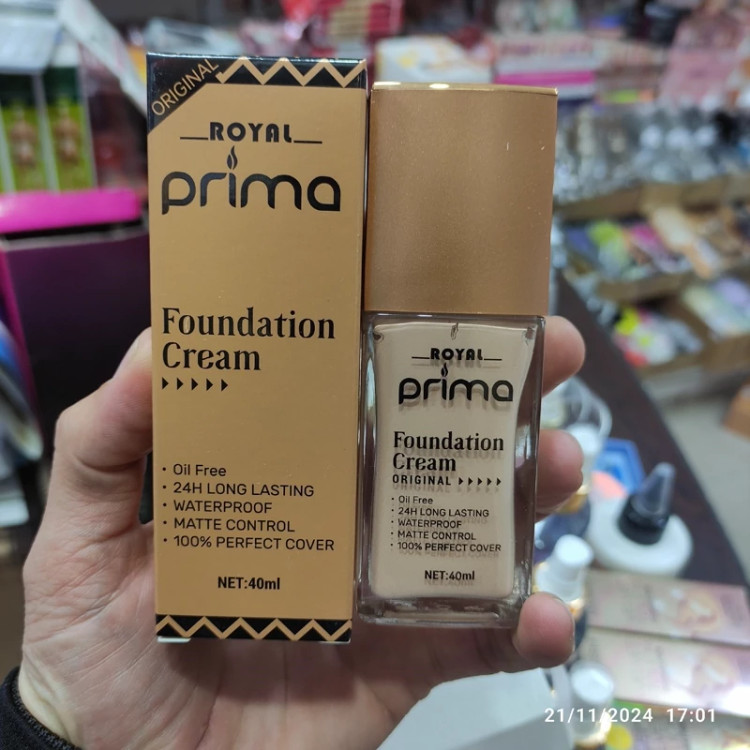 ORIGINAL
ROYAL
prima
Foundation
Cream
• Oil Free
• 24H LONG LASTING
• WATERPROOF
• MATTE CONTROL
• 100% PERFECT COVER
NET:40ml
ROYAL
prima
Foundation
Cream
ORIGINAL
• Oil Free
• 24H LONG LASTING
• WATERPROOF
• MATTE CONTROL
• 100% PERFECT COVER
NET:40ml
21/11/2024 17:01